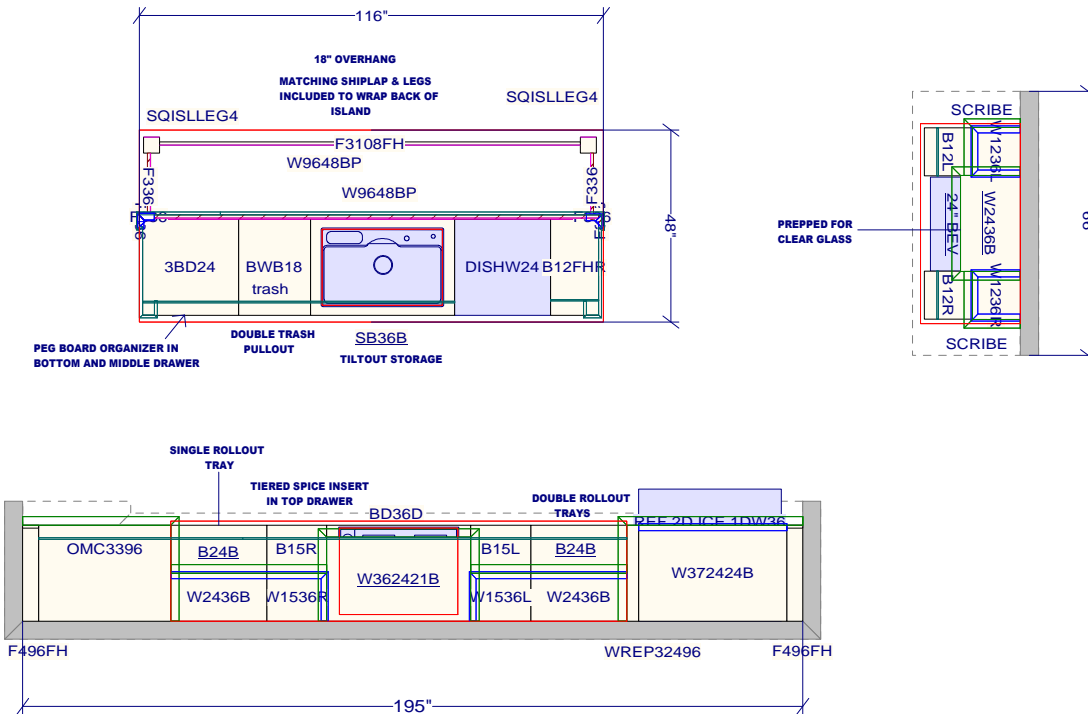 116"
18" OVERHANG
MATCHING SHIPLAP & LEGS
INCLUDED TO WRAP BACK OF
ISLAND
SQISLLEG4
SQISLLEG4
F3108FH
W9648BP
F336
F336
W9648BP
48"
3BD24
BWB18
trash
DISHW24
B12FHR
PEG BOARD ORGANIZER IN
BOTTOM AND MIDDLE DRAWER
DOUBLE TRASH
PULLOUT
SB36B
TILTOUT STORAGE
SCRIBE
B12L
W1236L
PREPPED FOR
CLEAR GLASS
24" BEV
W2436B
B12R
W1236R
SCRIBE
SINGLE ROLLOUT
TRAY
TIERED SPICE INSERT
IN TOP DRAWER
BD36D
DOUBLE ROLLOUT
TRAYS
REF 2D ICE 1DW36
OMC3396
B24B
B15R
B15L
B24B
W362421B
W372424B
W2436B
W1536R
W1536L
W2436B
F496FH
WREP32496
F496FH
195"